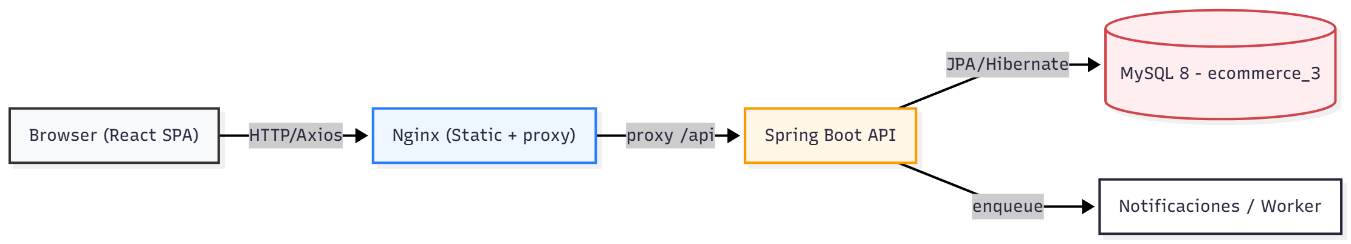 Browser (React SPA)
HTTP/Axios
Nginx (Static + proxy)
proxy /api
Spring Boot API
JPA/Hibernate
MySQL 8 - ecommerce_3
enqueue
Notificaciones / Worker